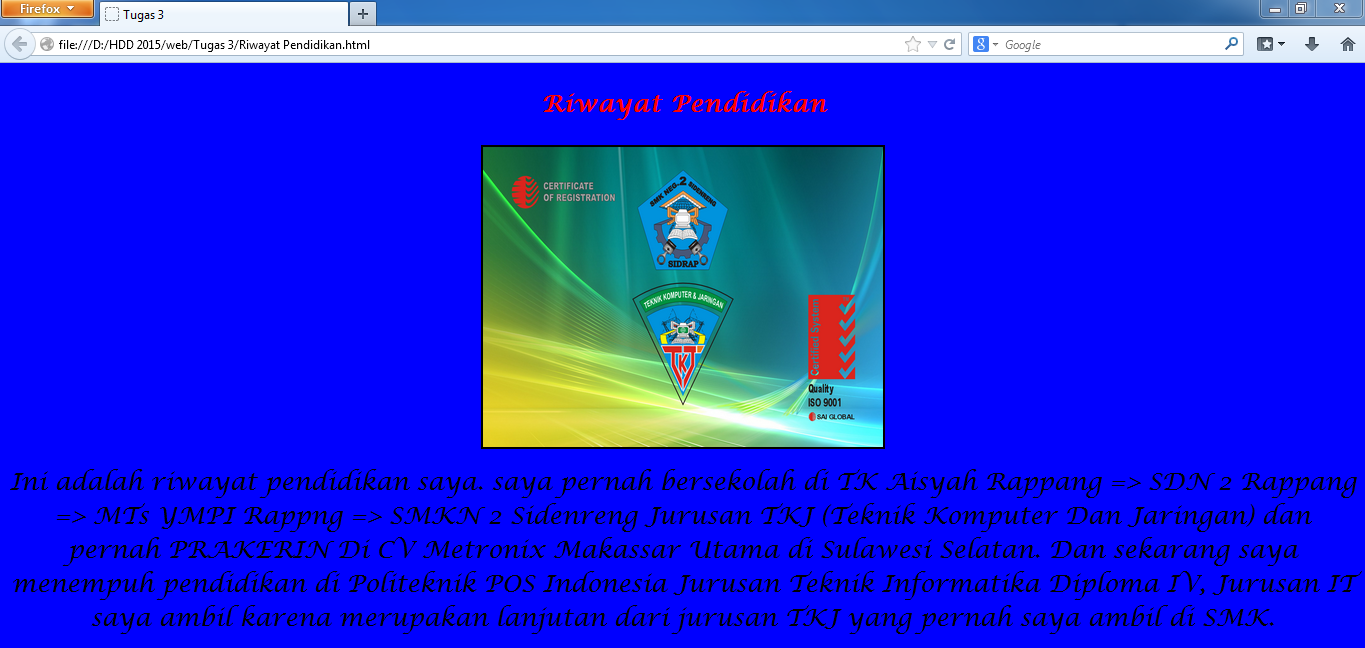 Firefox
Tugas 3
file:///D:/HDD 2015/web/Tugas 3/Riwayat Pendidikan.html
Google
Riwayat Pendidikan
CERTIFICATE
OF REGISTRATION
SMK NEG.2 SIDENRENG
SIDRAP
TEKNIK KOMPUTER & JARINGAN
TKJ
Certified System
Quality
ISO 9001
SAI GLOBAL
Ini adalah riwayat pendidikan saya. saya pernah bersekolah di TK Aisyah Rappang => SDN 2 Rappang
=> MTs YMPI Rappng => SMKN 2 Sidenreng Jurusan TKJ (Teknik Komputer Dan Jaringan) dan
pernah PRAKERIN Di CV Metronix Makassar Utama di Sulawesi Selatan. Dan sekarang saya
menempuh pendidikan di Politeknik POS Indonesia Jurusan Teknik Informatika Diploma IV, Jurusan IT
saya ambil karena merupakan lanjutan dari jurusan TKJ yang pernah saya ambil di SMK.